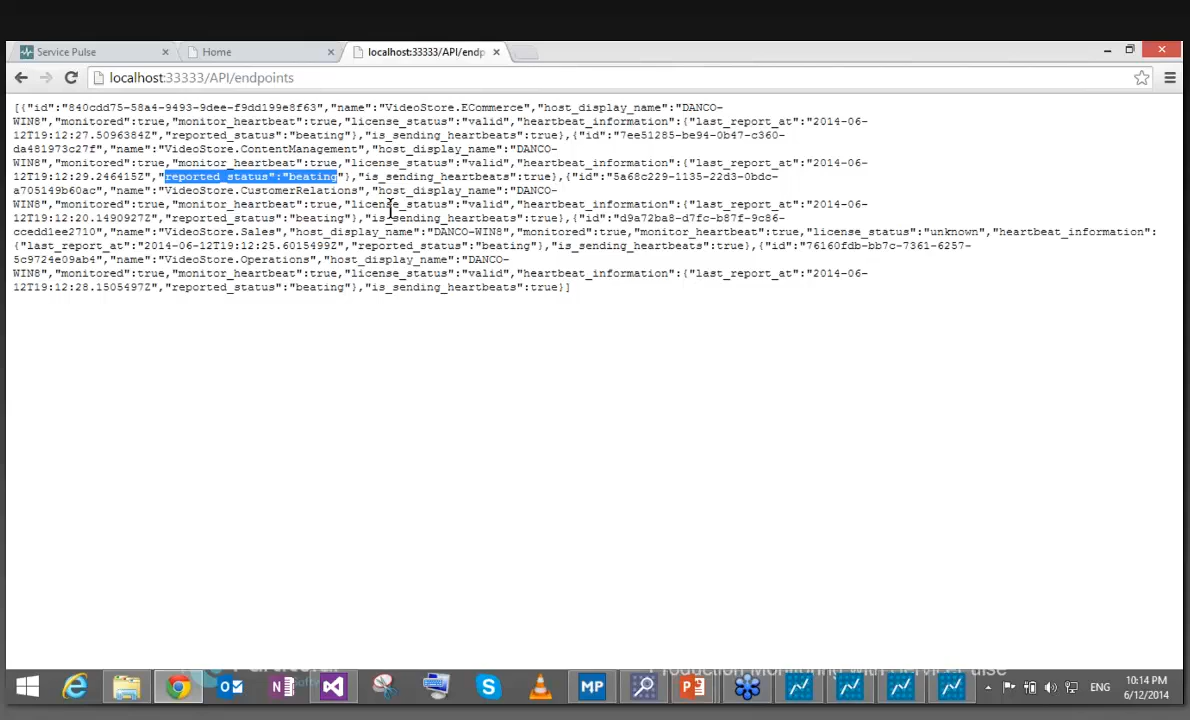 Service Pulse
Home
localhost:33333/API/endp
localhost:33333/API/endpoints
[{"id":"840cdd75-58a4-9493-9dee-f9dd199e8f63","name":"VideoStore.ECommerce","host_display_name":"DANCO-
WIN8","monitored":true,"monitor_heartbeat":true,"license_status":"valid","heartbeat_information":{"last_report_at":"2014-06-
12T19:12:27.5096384Z","reported_status":"beating"},"is_sending_heartbeats":true},{"id":"7ee51285-be94-0b47-c360-
da481973c27f","name":"VideoStore.ContentManagement","host_display_name":"DANCO-
WIN8","monitored":true,"monitor_heartbeat":true,"license_status":"valid","heartbeat_information":{"last_report_at":"2014-06-
12T19:12:29.246415Z","reported_status":"beating"},"is_sending_heartbeats":true},{"id":"5a68c229-1135-22d3-0bdc-
a705149b60ac","name":"VideoStore.CustomerRelations","host_display_name":"DANCO-
WIN8","monitored":true,"monitor_heartbeat":true,"license_status":"valid","heartbeat_information":{"last_report_at":"2014-06-
12T19:12:20.1490927Z","reported_status":"beating"},"is_sending_heartbeats":true},{"id":"d9a72ba8-d7fc-b87f-9c86-
ccedd1ee2710","name":"VideoStore.Sales","host_display_name":"DANCO-WIN8","monitored":true,"monitor_heartbeat":true,"license_status":"unknown","heartbeat_information":
{"last_report_at":"2014-06-12T19:12:25.6015499Z","reported_status":"beating"},"is_sending_heartbeats":true},{"id":"76160fdb-bb7c-7361-6257-
5c9724e09ab4","name":"VideoStore.Operations","host_display_name":"DANCO-
WIN8","monitored":true,"monitor_heartbeat":true,"license_status":"valid","heartbeat_information":{"last_report_at":"2014-06-
12T19:12:28.1505497Z","reported_status":"beating"},"is_sending_heartbeats":true}]
Production Monitoring with ServicePulse
MP
ENG
10:14 PM
6/12/2014